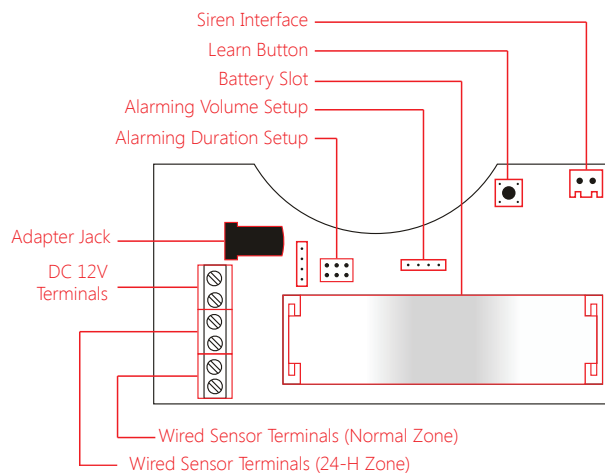 Siren Interface
Learn Button
Battery Slot
Alarming Volume Setup
Alarming Duration Setup
Adapter Jack
DC 12V
Terminals
Wired Sensor Terminals (Normal Zone)
Wired Sensor Terminals (24-H Zone)